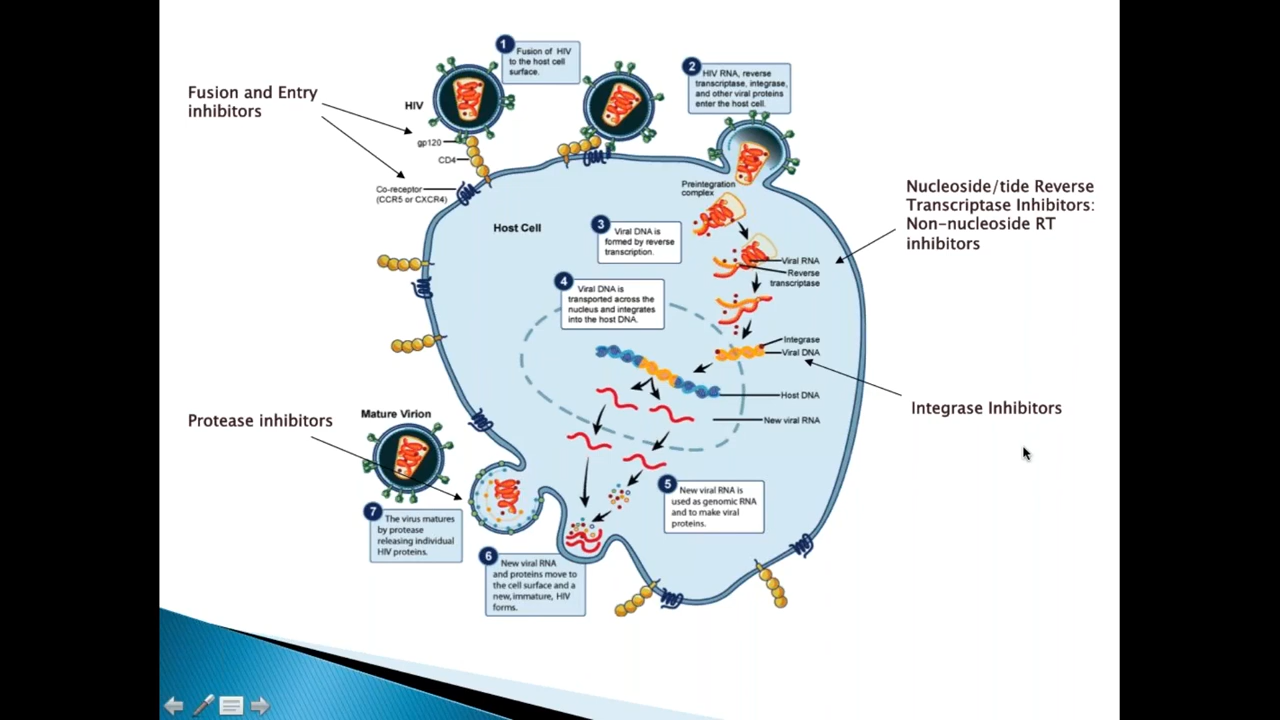 1
Fusion of HIV
to the host cell
surface.
2
HIV RNA, reverse
transcriptase, integrase,
and other viral proteins
enter the host cell.
Fusion and Entry
inhibitors
HIV
gp120
CD4
Co-receptor
(CCR5 or CXCR4)
Preintegration
complex
Nucleoside/tide Reverse
Transcriptase Inhibitors:
Non-nucleoside RT
inhibitors
Host Cell
3
Viral DNA is
formed by reverse
transcription.
Viral RNA
Reverse
transcriptase
4
Viral DNA is
transported across the
nucleus and integrates
into the host DNA.
Integrase
Viral DNA
Host DNA
New viral RNA
Integrase Inhibitors
Protease inhibitors
Mature Virion
5
New viral RNA is
used as genomic RNA
and to make viral
proteins.
7
The virus matures
by protease
releasing individual
HIV proteins.
6
New viral RNA
and proteins move to
the cell surface and a
new, immature, HIV
forms.